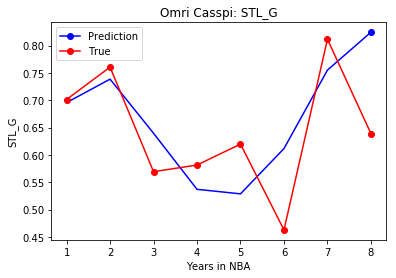 Omri Casspi: STL_G
Prediction
True
STL_G
0.80
0.75
0.70
0.65
0.60
0.55
0.50
0.45
1 2 3 4 5 6 7 8
Years in NBA